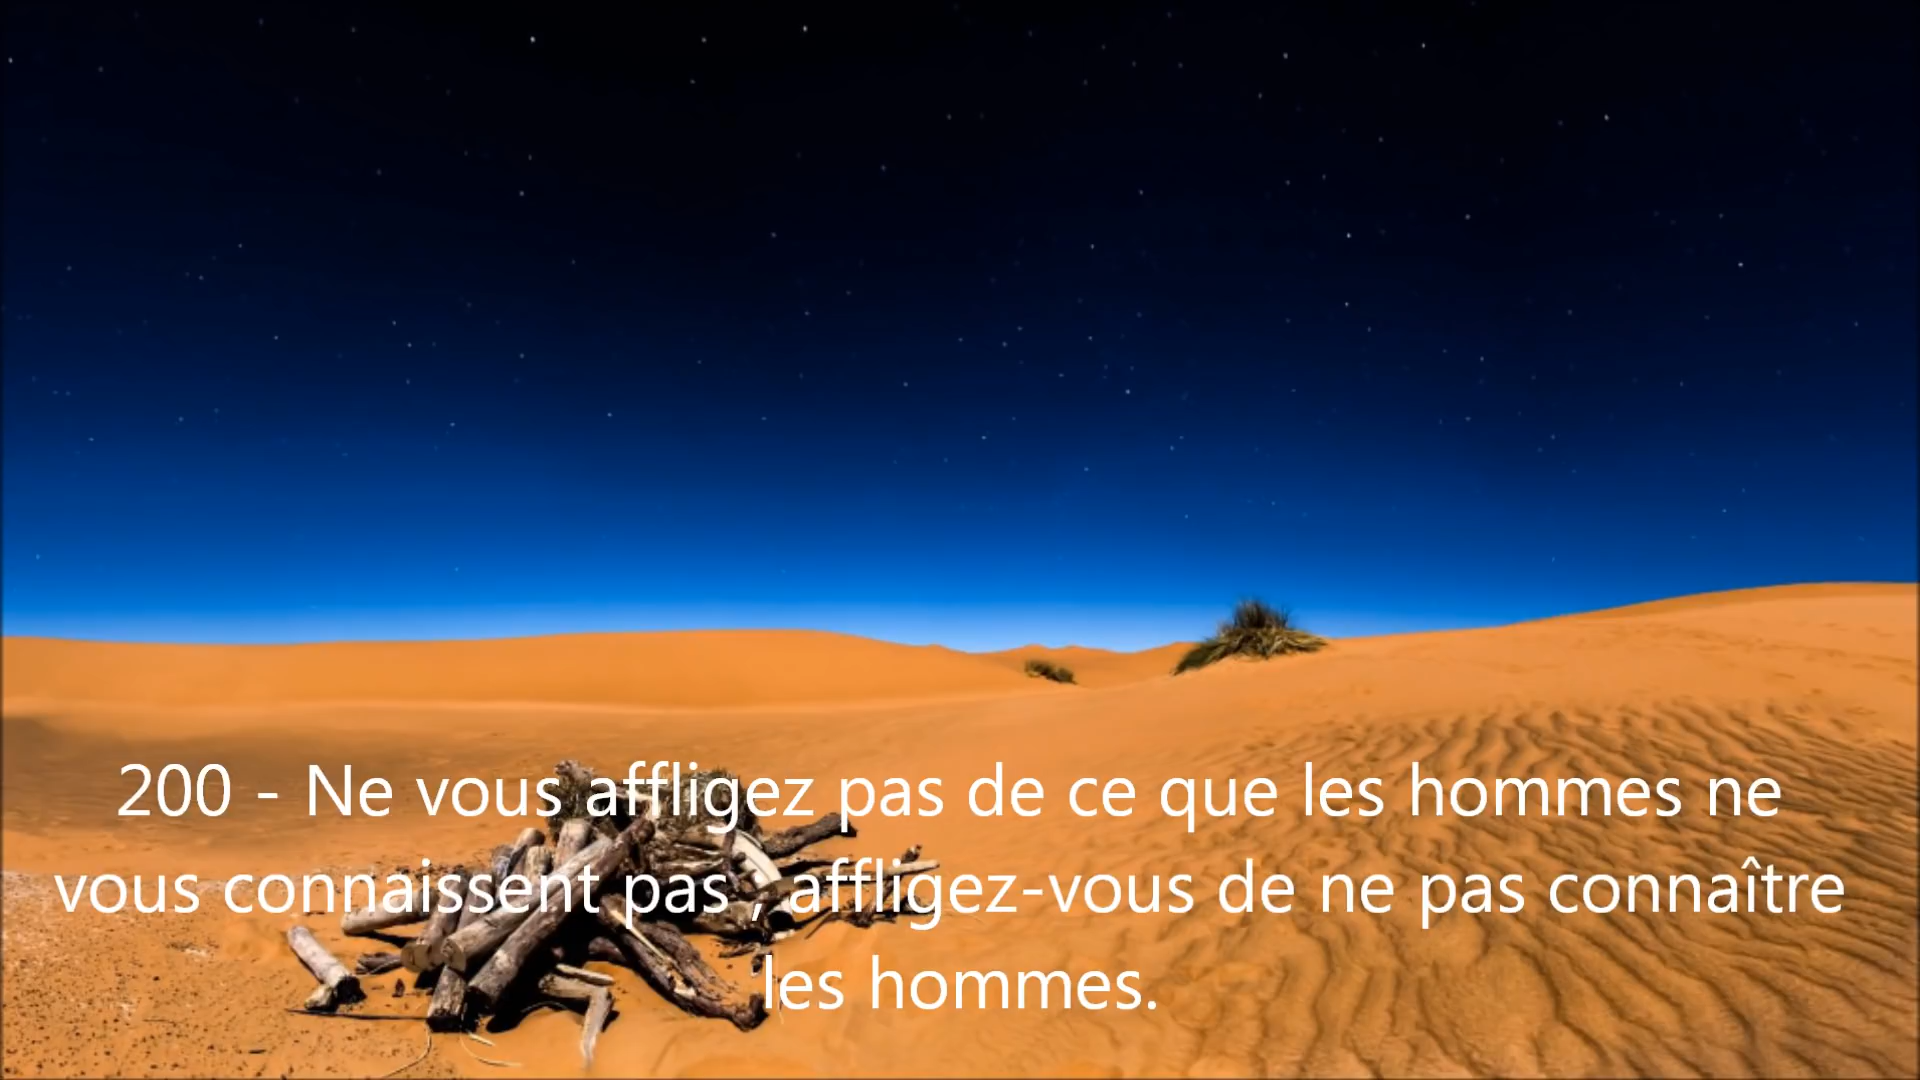 200 - Ne vous affligez pas de ce que les hommes ne
vous connaissent pas , affligez-vous de ne pas connaître
les hommes.